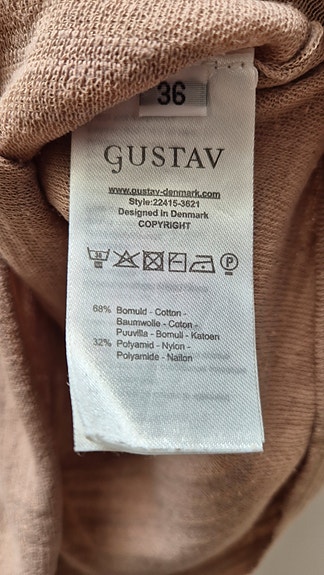 36
GUSTAV
www.gustav-denmark.com
Style:22415-3621
Designed in Denmark
COPYRIGHT
68% Bomuld - Cotton -
Baumwolle - Coton -
Puuvilla - Bomull - Katoen
32% Polyamid - Nylon -
Polyamide - Nailon